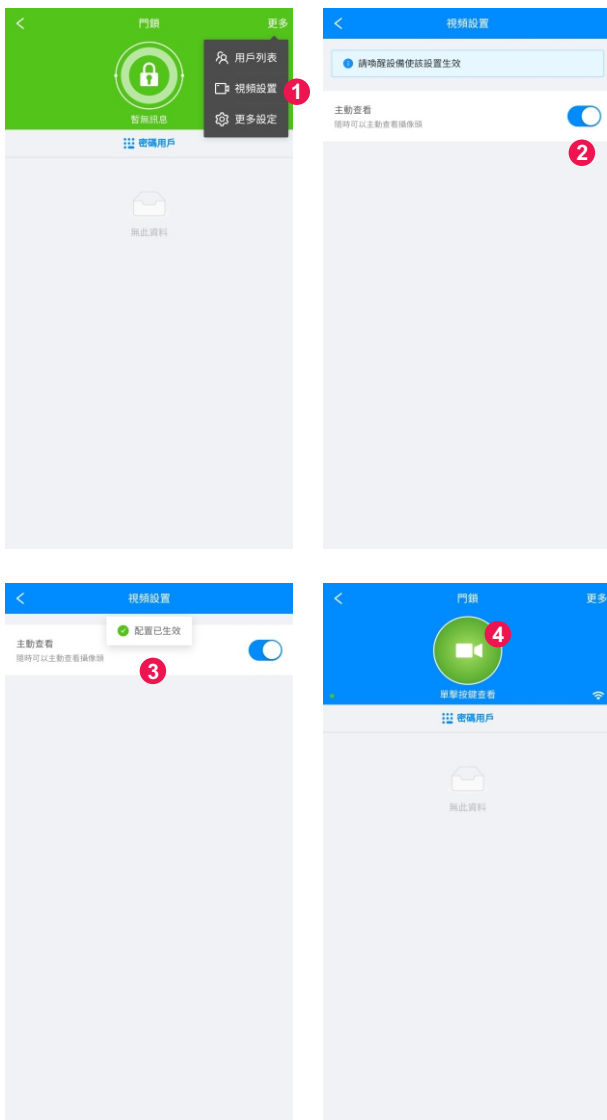 門鎖
更多
用戶列表
視頻設置
1
更多設定
暫無訊息
密碼用戶
無此資料
視頻設置
請喚醒設備使該設置生效
主動查看
隨時可以主動查看攝像頭
2
視頻設置
配置已生效
主動查看
隨時可以主動查看攝像頭
3
門鎖
更多
4
單擊按鍵查看
密碼用戶
無此資料